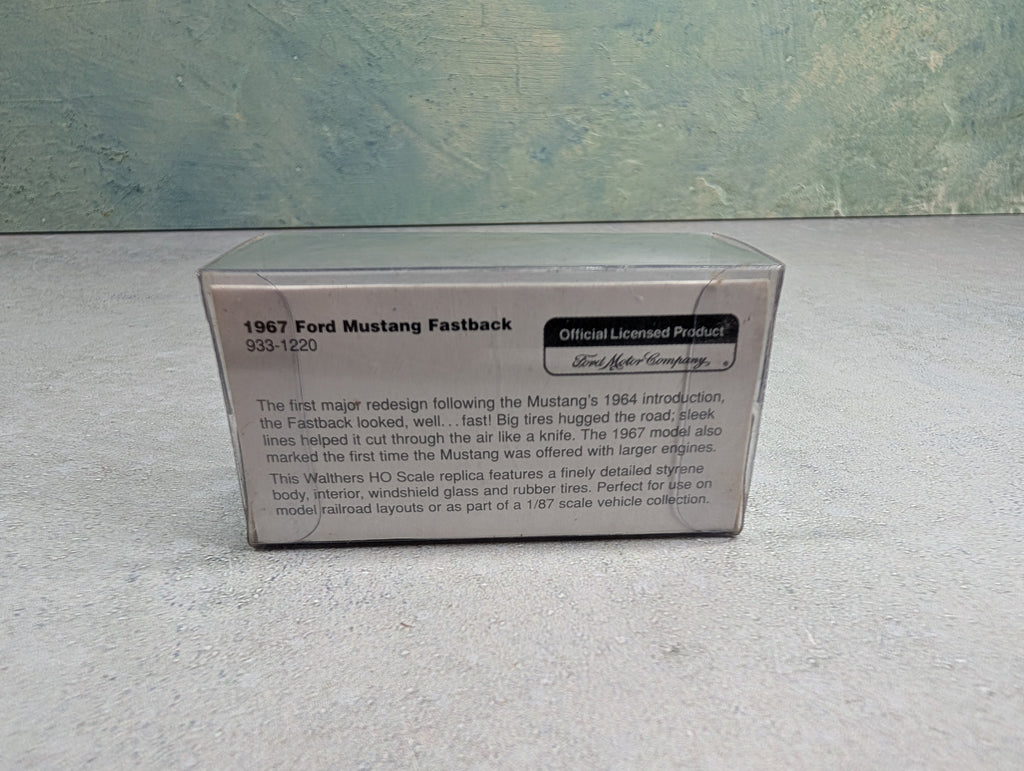 1967 Ford Mustang Fastback
933-1220
Official Licensed Product
Ford Motor Company
The first major redesign following the Mustang's 1964 introduction,
the Fastback looked, well...fast! Big tires hugged the road; sleek
lines helped it cut through the air like a knife. The 1967 model also
marked the first time the Mustang was offered with larger engines.
This Walthers HO Scale replica features a finely detailed styrene
body, interior, windshield glass and rubber tires. Perfect for use on
model railroad layouts or as part of a 1/87 scale vehicle collection.